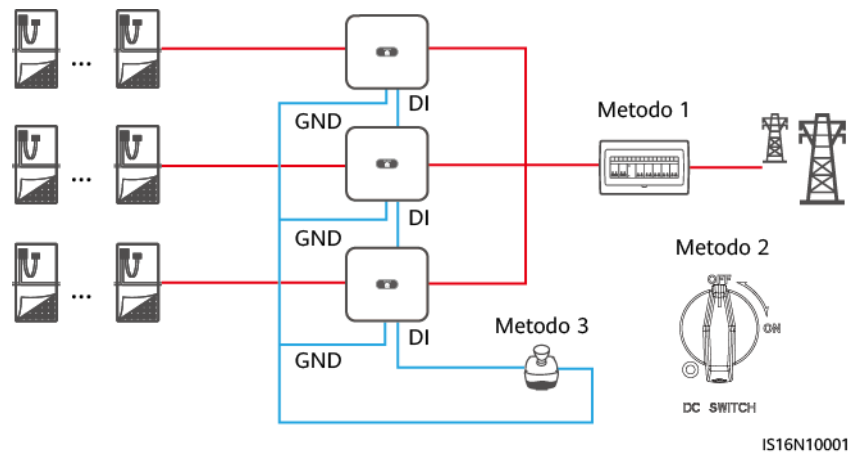 ...
...
...
GND
DI
GND
DI
GND
DI
Metodo 1
Metodo 2
OFF
ON
DC SWITCH
Metodo 3
IS16N10001